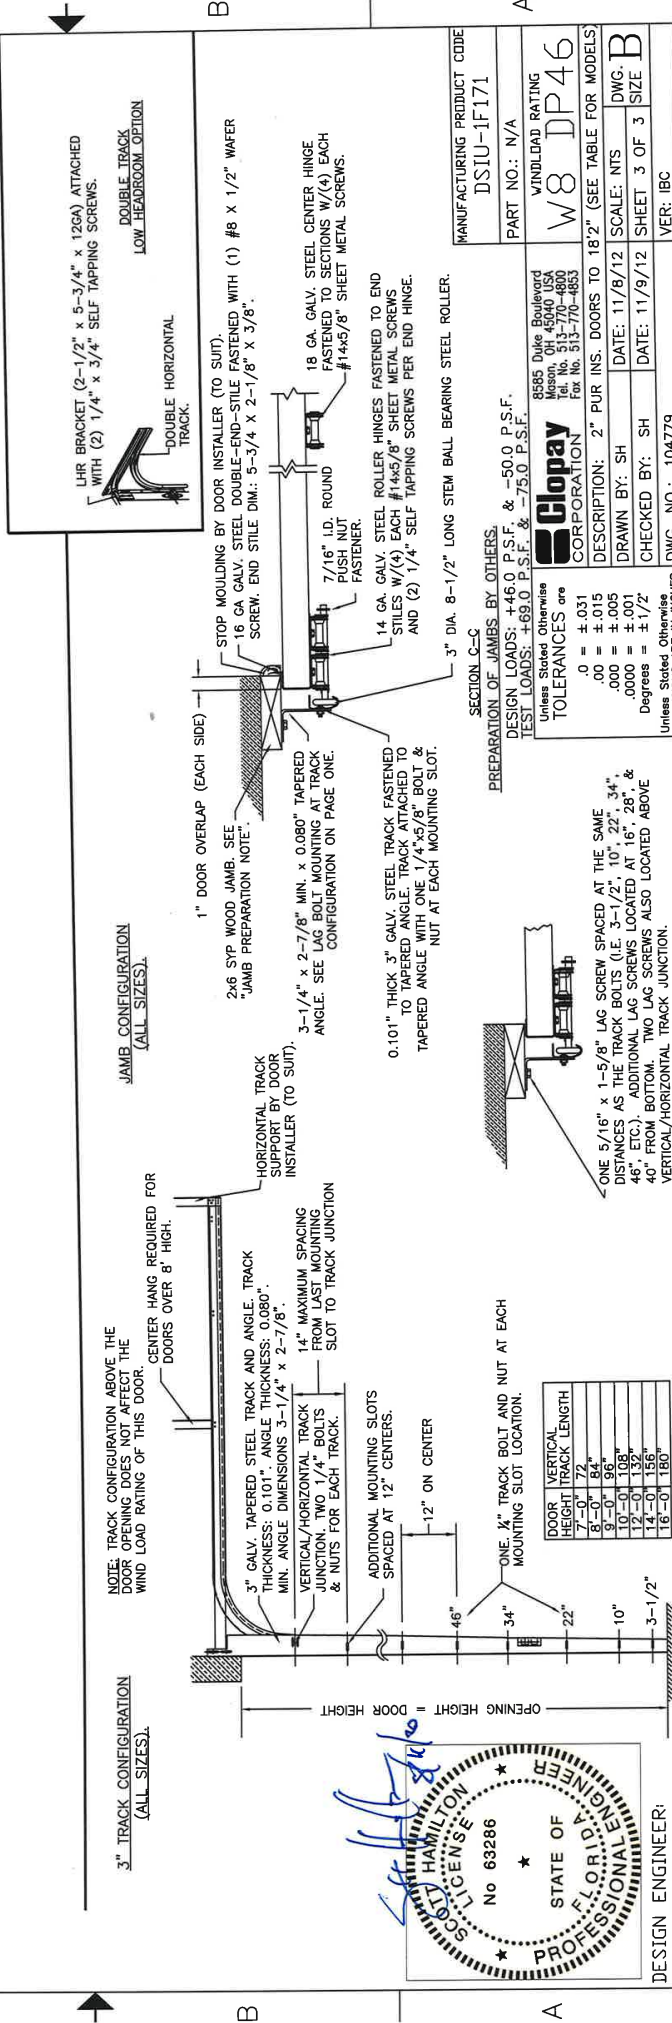 B
A
B
A
3" TRACK CONFIGURATION
(ALL SIZES).
NOTE: TRACK CONFIGURATION ABOVE THE
DOOR OPENING DOES NOT AFFECT THE
WIND LOAD RATING OF THIS DOOR.
CENTER HANG REQUIRED FOR
DOORS OVER 8' HIGH.
HORIZONTAL TRACK
SUPPORT BY DOOR
INSTALLER (TO SUIT).
3" GALV. TAPERED STEEL TRACK AND ANGLE. TRACK
THICKNESS: 0.101". ANGLE THICKNESS: 0.080".
MIN. ANGLE DIMENSIONS 3-1/4" x 2-7/8".
VERTICAL/HORIZONTAL TRACK
JUNCTION. TWO 1/4" BOLTS
& NUTS FOR EACH TRACK.
14" MAXIMUM SPACING
FROM LAST MOUNTING
SLOT TO TRACK JUNCTION
ADDITIONAL MOUNTING SLOTS
SPACED AT 12" CENTERS.
12" ON CENTER
ONE ¼" TRACK BOLT AND NUT AT EACH
MOUNTING SLOT LOCATION.
46"
34"
22"
10"
3-1/2"
OPENING HEIGHT = DOOR HEIGHT
DOOR HEIGHT VERTICAL TRACK LENGTH
7'-0" 72"
8'-0" 84"
9'-0" 96"
10'-0" 108"
12'-0" 132"
14'-0" 156"
16'-0" 180"
SCOTT HAMILTON
LICENSE
No 63286
STATE OF
FLORIDA
PROFESSIONAL ENGINEER
DESIGN ENGINEER:
JAMB CONFIGURATION
(ALL SIZES).
1" DOOR OVERLAP (EACH SIDE)
2x6 SYP WOOD JAMB. SEE
"JAMB PREPARATION NOTE".
3-1/4" x 2-7/8" MIN. x 0.080" TAPERED
ANGLE. SEE LAG BOLT MOUNTING AT TRACK
CONFIGURATION ON PAGE ONE.
0.101" THICK 3" GALV. STEEL TRACK FASTENED
TO TAPERED ANGLE. TRACK ATTACHED TO
TAPERED ANGLE WITH ONE 1/4"x5/8" BOLT &
NUT AT EACH MOUNTING SLOT.
STOP MOULDING BY DOOR INSTALLER (TO SUIT).
16 GA GALV. STEEL DOUBLE-END-STILE FASTENED WITH (1) #8 X 1/2" WAFER
SCREW. END STILE DIM.: 5-3/4 X 2-1/8" X 3/8".
7/16" I.D. ROUND
PUSH NUT
FASTENER.
18 GA. GALV. STEEL CENTER HINGE
FASTENED TO SECTIONS W/(4) EACH
#14x5/8" SHEET METAL SCREWS.
14 GA. GALV. STEEL ROLLER HINGES FASTENED TO END
STILES W/(4) EACH #14x5/8" SHEET METAL SCREWS
AND (2) 1/4" SELF TAPPING SCREWS PER END HINGE.
3" DIA. 8-1/2" LONG STEM BALL BEARING STEEL ROLLER.
SECTION C-C
ONE 5/16" x 1-5/8" LAG SCREW SPACED AT THE SAME
DISTANCES AS THE TRACK BOLTS (I.E. 3-1/2", 10", 22", 34",
46", ETC.). ADDITIONAL LAG SCREWS LOCATED AT 16", 28", &
40" FROM BOTTOM. TWO LAG SCREWS ALSO LOCATED ABOVE
VERTICAL/HORIZONTAL TRACK JUNCTION.
LHR BRACKET (2-1/2" x 5-3/4" x 12GA) ATTACHED
WITH (2) 1/4" x 3/4" SELF TAPPING SCREWS.
DOUBLE HORIZONTAL
TRACK.
DOUBLE TRACK
LOW HEADROOM OPTION
PREPARATION OF JAMBS BY OTHERS.
DESIGN LOADS: +46.0 P.S.F. & -50.0 P.S.F.
TEST LOADS: +69.0 P.S.F. & -75.0 P.S.F.
Unless Stated Otherwise
TOLERANCES are
.0 = ±.031
.00 = ±.015
.000 = ±.005
.0000 = ±.001
Degrees = ±1/2°
Unless Stated Otherwise
Clopay
CORPORATION
8585 Duke Boulevard
Mason, OH 45040 USA
Tel. No. 513-770-4800
Fax No. 513-770-4853
MANUFACTURING PRODUCT CODE
DSIU-1F171
PART NO.: N/A
WINDLOAD RATING
W8 DP46
DESCRIPTION: 2" PUR INS. DOORS TO 18'2" (SEE TABLE FOR MODELS)
DRAWN BY: SH DATE: 11/8/12 SCALE: NTS DWG. SIZE B
CHECKED BY: SH DATE: 11/9/12 SHEET 3 OF 3
DWG. NO.: 104779 VER: IBC